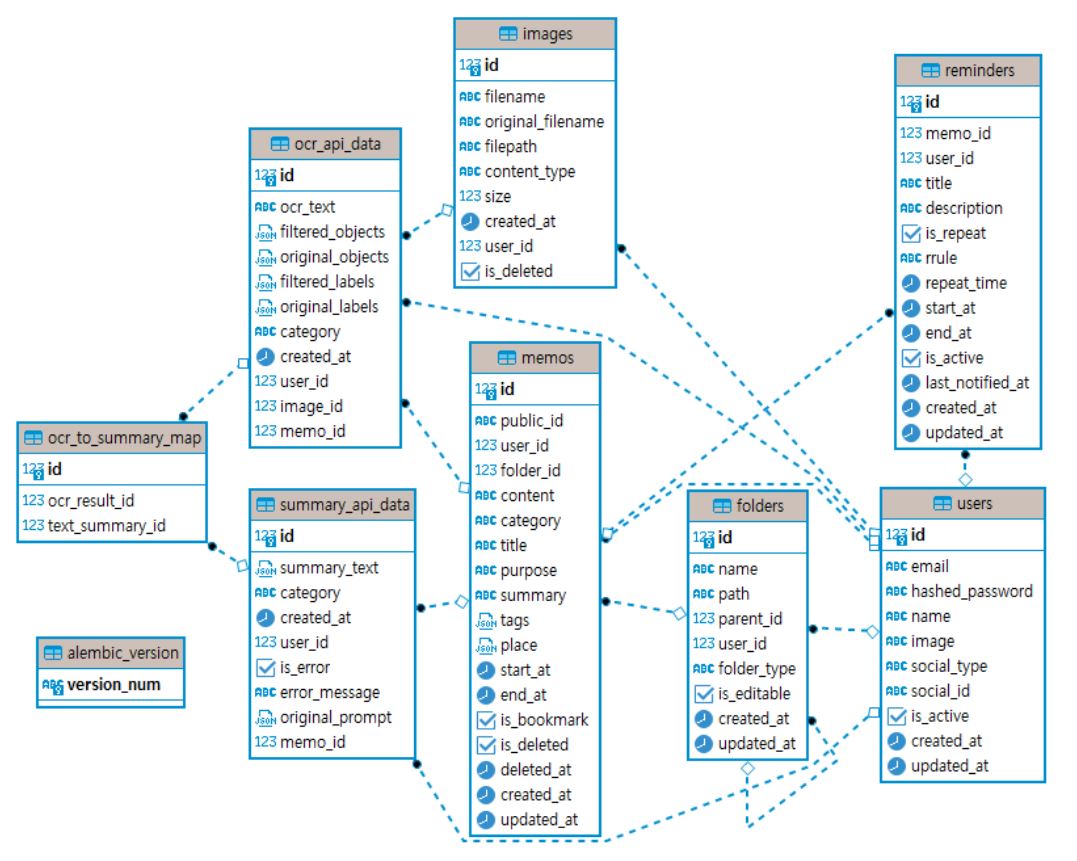 images
123 id
ABC filename
ABC original_filename
ABC filepath
ABC content_type
123 size
created_at
123 user_id
is_deleted
reminders
123 id
123 memo_id
123 user_id
ABC title
ABC description
is_repeat
ABC rrule
repeat_time
start_at
end_at
is_active
last_notified_at
created_at
updated_at
ocr_api_data
123 id
ABC ocr_text
JSON filtered_objects
JSON original_objects
JSON filtered_labels
JSON original_labels
ABC category
created_at
123 user_id
123 image_id
123 memo_id
memos
123 id
ABC public_id
123 user_id
123 folder_id
ABC content
ABC category
ABC title
ABC purpose
ABC summary
JSON tags
JSON place
start_at
end_at
is_bookmark
is_deleted
deleted_at
created_at
updated_at
ocr_to_summary_map
123 id
123 ocr_result_id
123 text_summary_id
summary_api_data
123 id
JSON summary_text
ABC category
created_at
123 user_id
is_error
ABC error_message
JSON original_prompt
123 memo_id
folders
123 id
ABC name
ABC path
123 parent_id
123 user_id
ABC folder_type
is_editable
created_at
updated_at
users
123 id
ABC email
ABC hashed_password
ABC name
ABC image
ABC social_type
ABC social_id
is_active
created_at
updated_at
alembic_version
ABC version_num